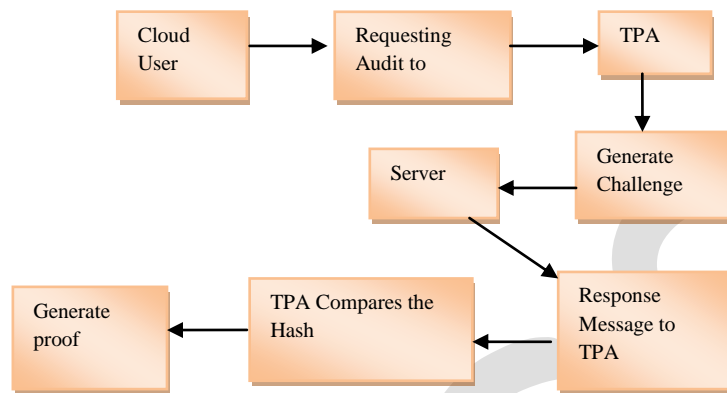 Cloud
User
Requesting
Audit to
TPA
Generate
Challenge
Server
Response
Message to
TPA
TPA Compares the
Hash
Generate
proof